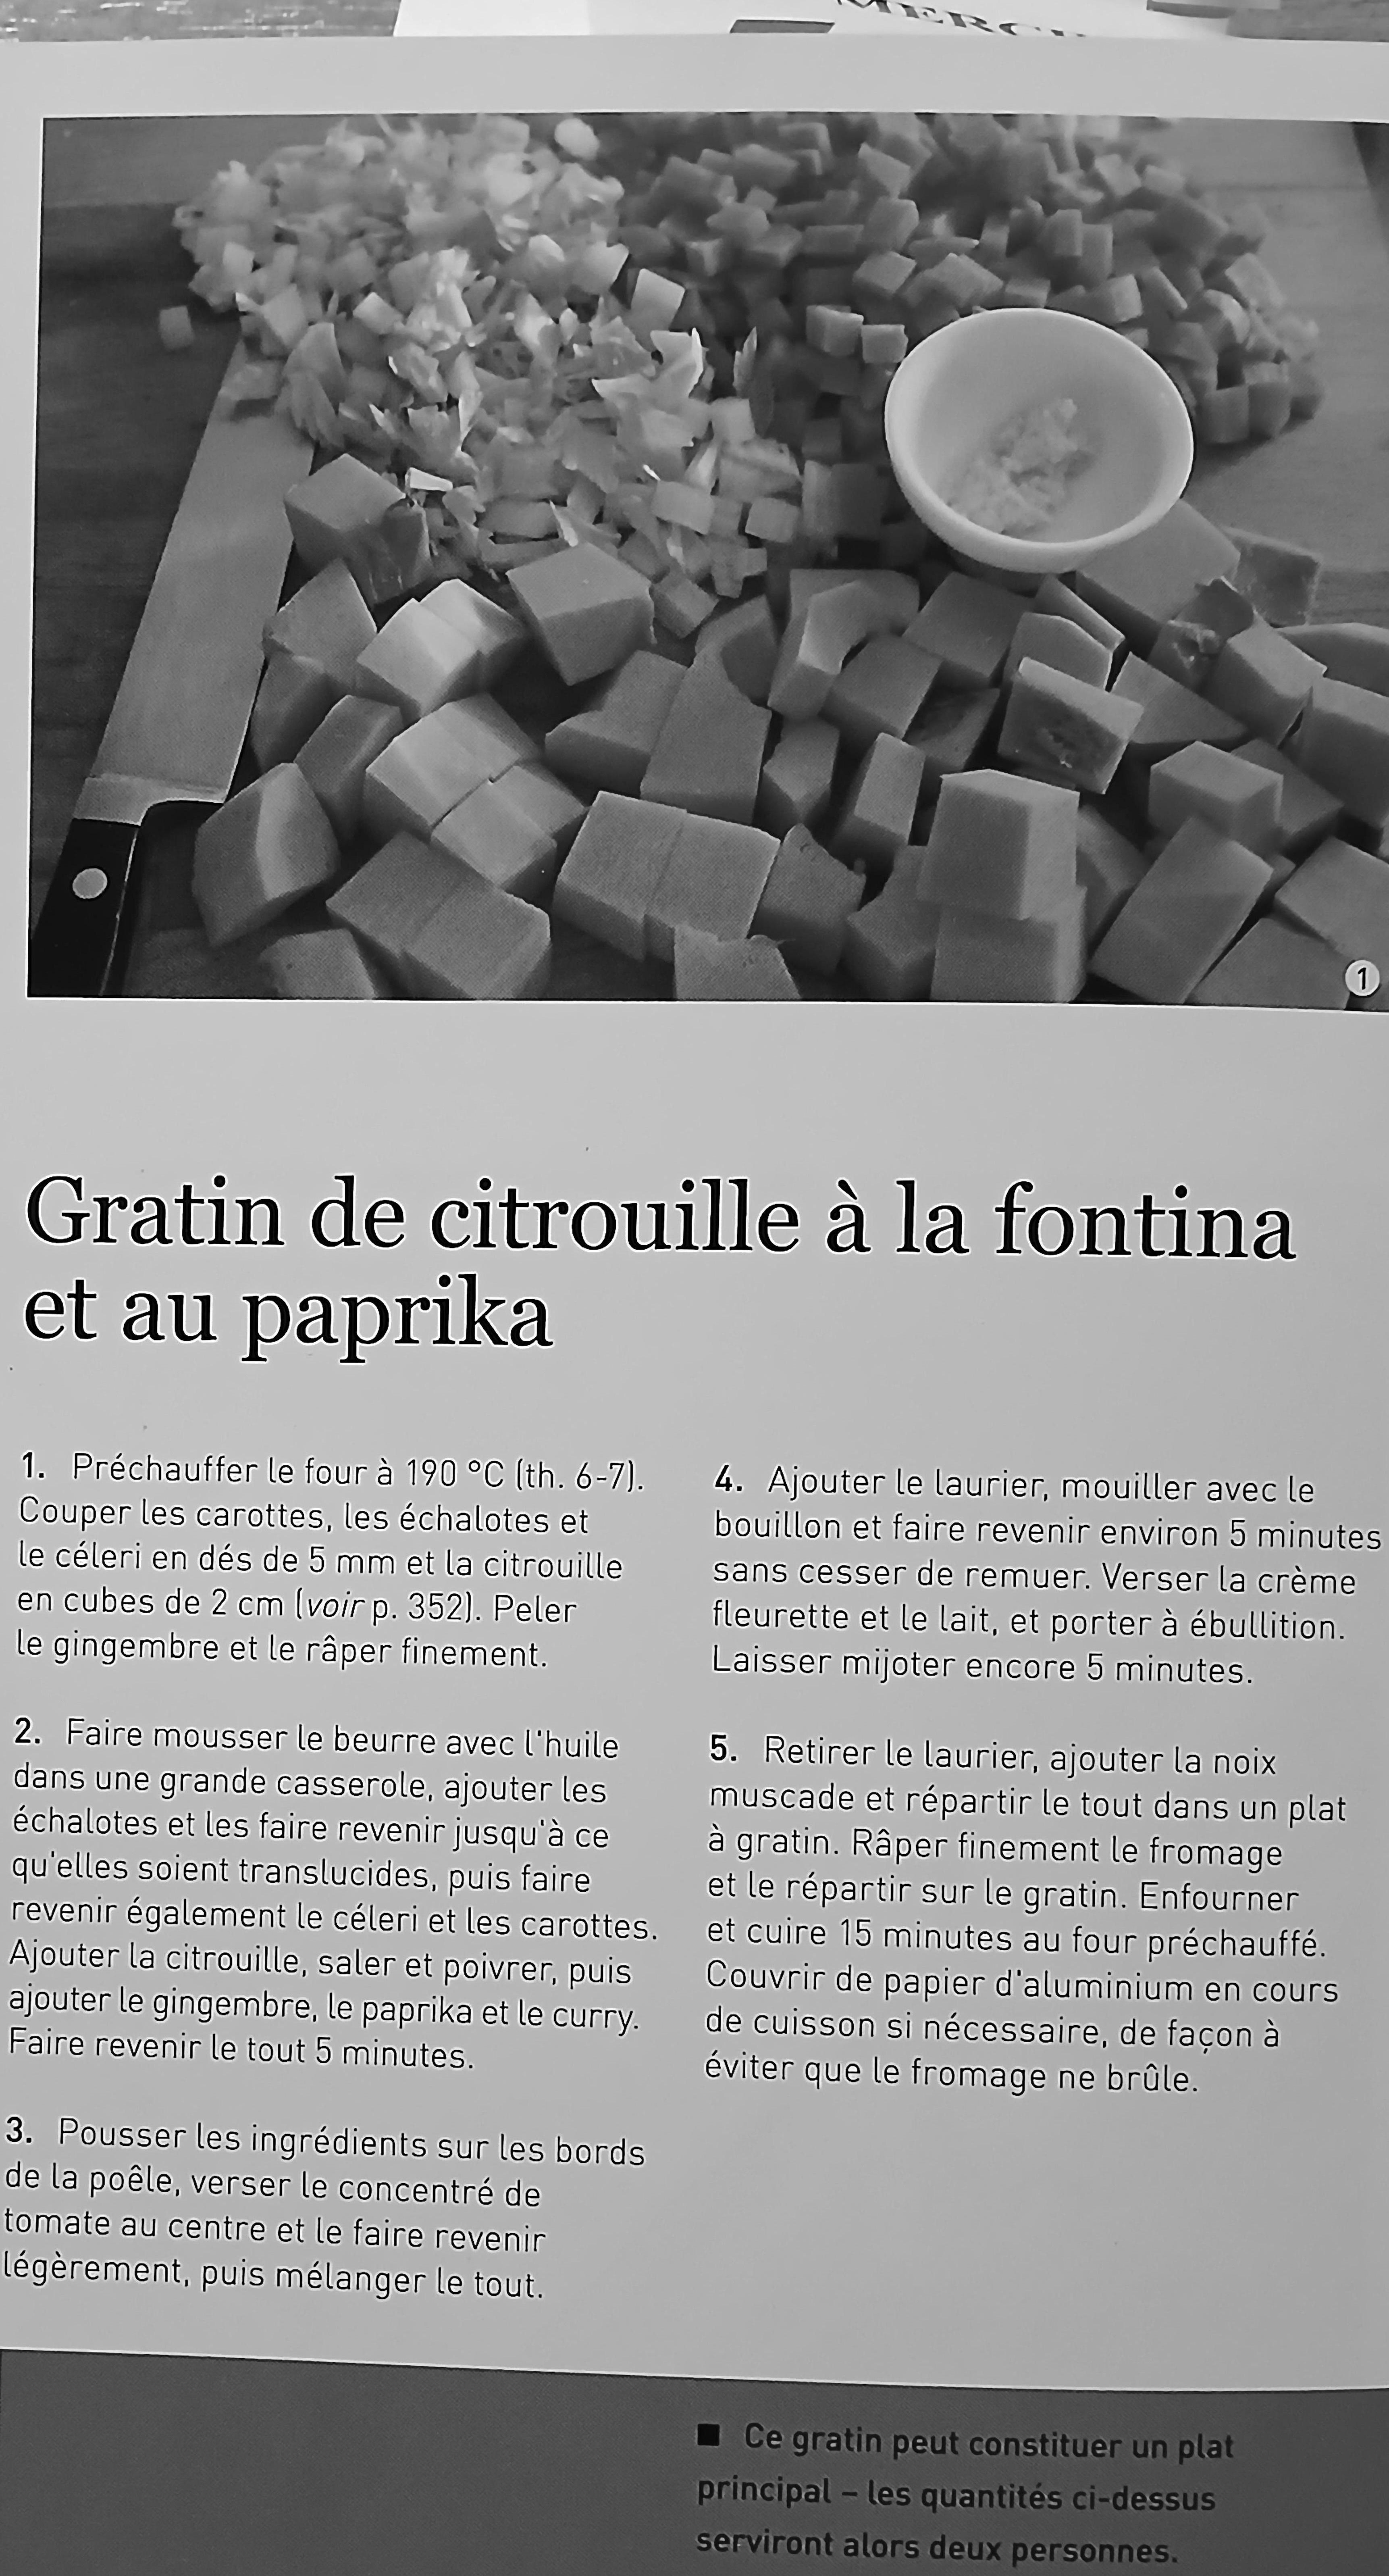 MERCI
1
Gratin de citrouille à la fontina
et au paprika
1. Préchauffer le four à 190 °C (th. 6-7).
Couper les carottes, les échalotes et
le céleri en dés de 5 mm et la citrouille
en cubes de 2 cm (voir p. 352). Peler
le gingembre et le râper finement.
2. Faire mousser le beurre avec l'huile
dans une grande casserole, ajouter les
échalotes et les faire revenir jusqu'à ce
qu'elles soient translucides, puis faire
revenir également le céleri et les carottes.
Ajouter la citrouille, saler et poivrer, puis
ajouter le gingembre, le paprika et le curry.
Faire revenir le tout 5 minutes.
3. Pousser les ingrédients sur les bords
de la poêle, verser le concentré de
tomate au centre et le faire revenir
légèrement, puis mélanger le tout.
4. Ajouter le laurier, mouiller avec le
bouillon et faire revenir environ 5 minutes
sans cesser de remuer. Verser la crème
fleurette et le lait, et porter à ébullition.
Laisser mijoter encore 5 minutes.
5. Retirer le laurier, ajouter la noix
muscade et répartir le tout dans un plat
à gratin. Râper finement le fromage
et le répartir sur le gratin. Enfourner
et cuire 15 minutes au four préchauffé.
Couvrir de papier d'aluminium en cours
de cuisson si nécessaire, de façon à
éviter que le fromage ne brûle.
■ Ce gratin peut constituer un plat
principal – les quantités ci-dessus
serviront alors deux personnes.